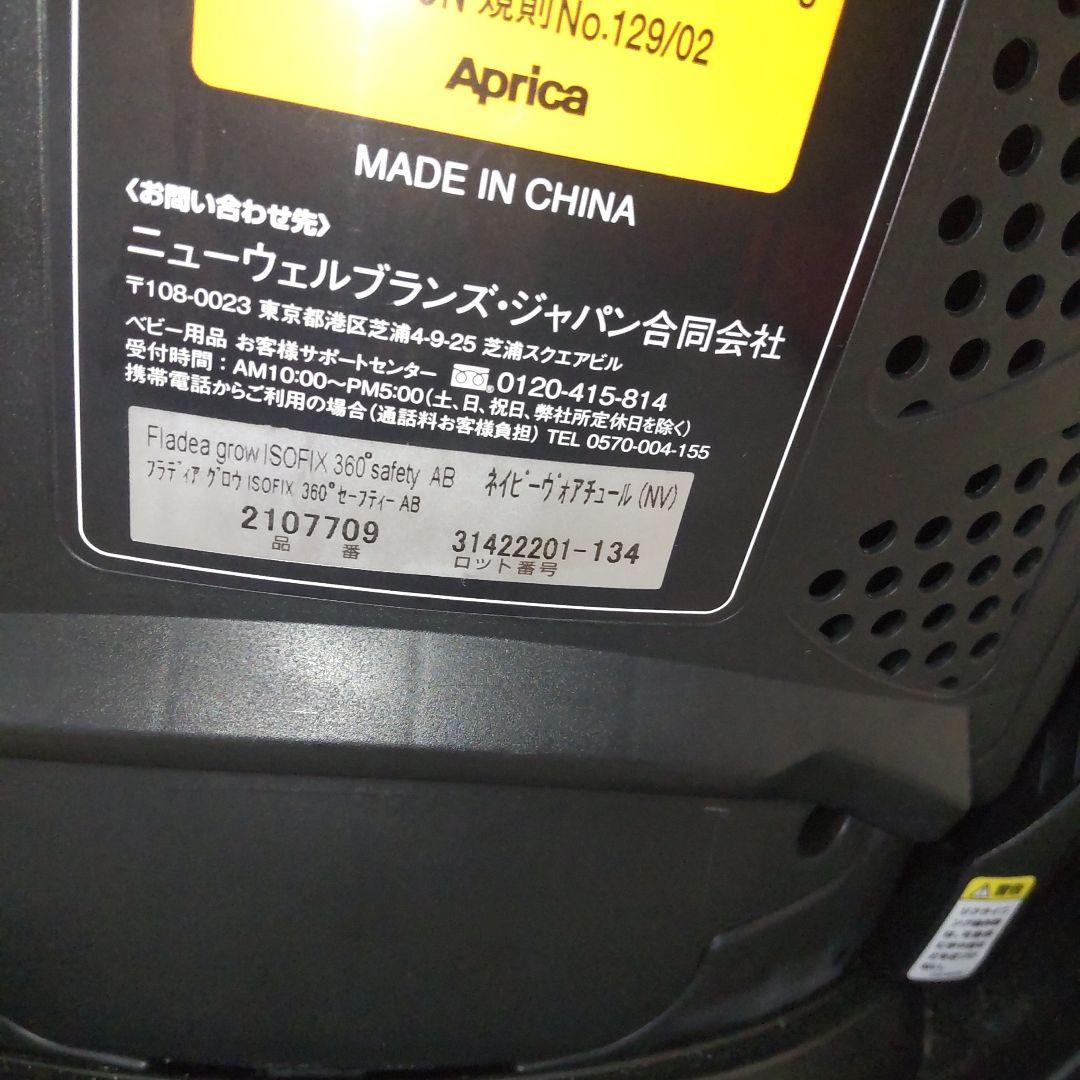 規則No.129/02
Aprica
MADE IN CHINA
〈お問い合わせ先〉
ニューウェルブランズ・ジャパン合同会社
〒108-0023 東京都港区芝浦4-9-25 芝浦スクエアビル
ベビー用品 お客様サポートセンター 0120-415-814
受付時間：AM10:00〜PM5:00(土、日、祝日、弊社所定休日を除く)
携帯電話からご利用の場合(通話料お客様負担) TEL 0570-004-155
Fladea grow ISOFIX 360°safety AB ネイビーヴォアチュール(NV)
フラディア グロウ ISOFIX 360°セーフティー AB
2107709 31422201-134
品番 ロット番号